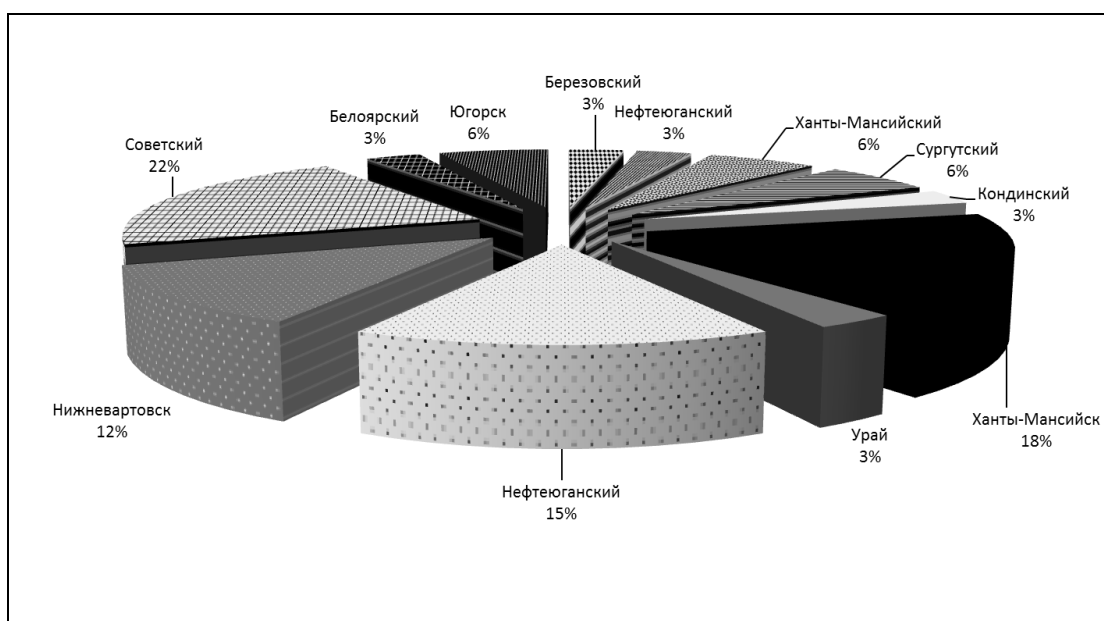 Березовский
3%
Нефтеюганский
3%
Ханты-Мансийский
6%
Сургутский
6%
Кондинский
3%
Ханты-Мансийск
18%
Урай
3%
Нефтеюганский
15%
Нижневартовск
12%
Советский
22%
Белоярский
3%
Югорск
6%